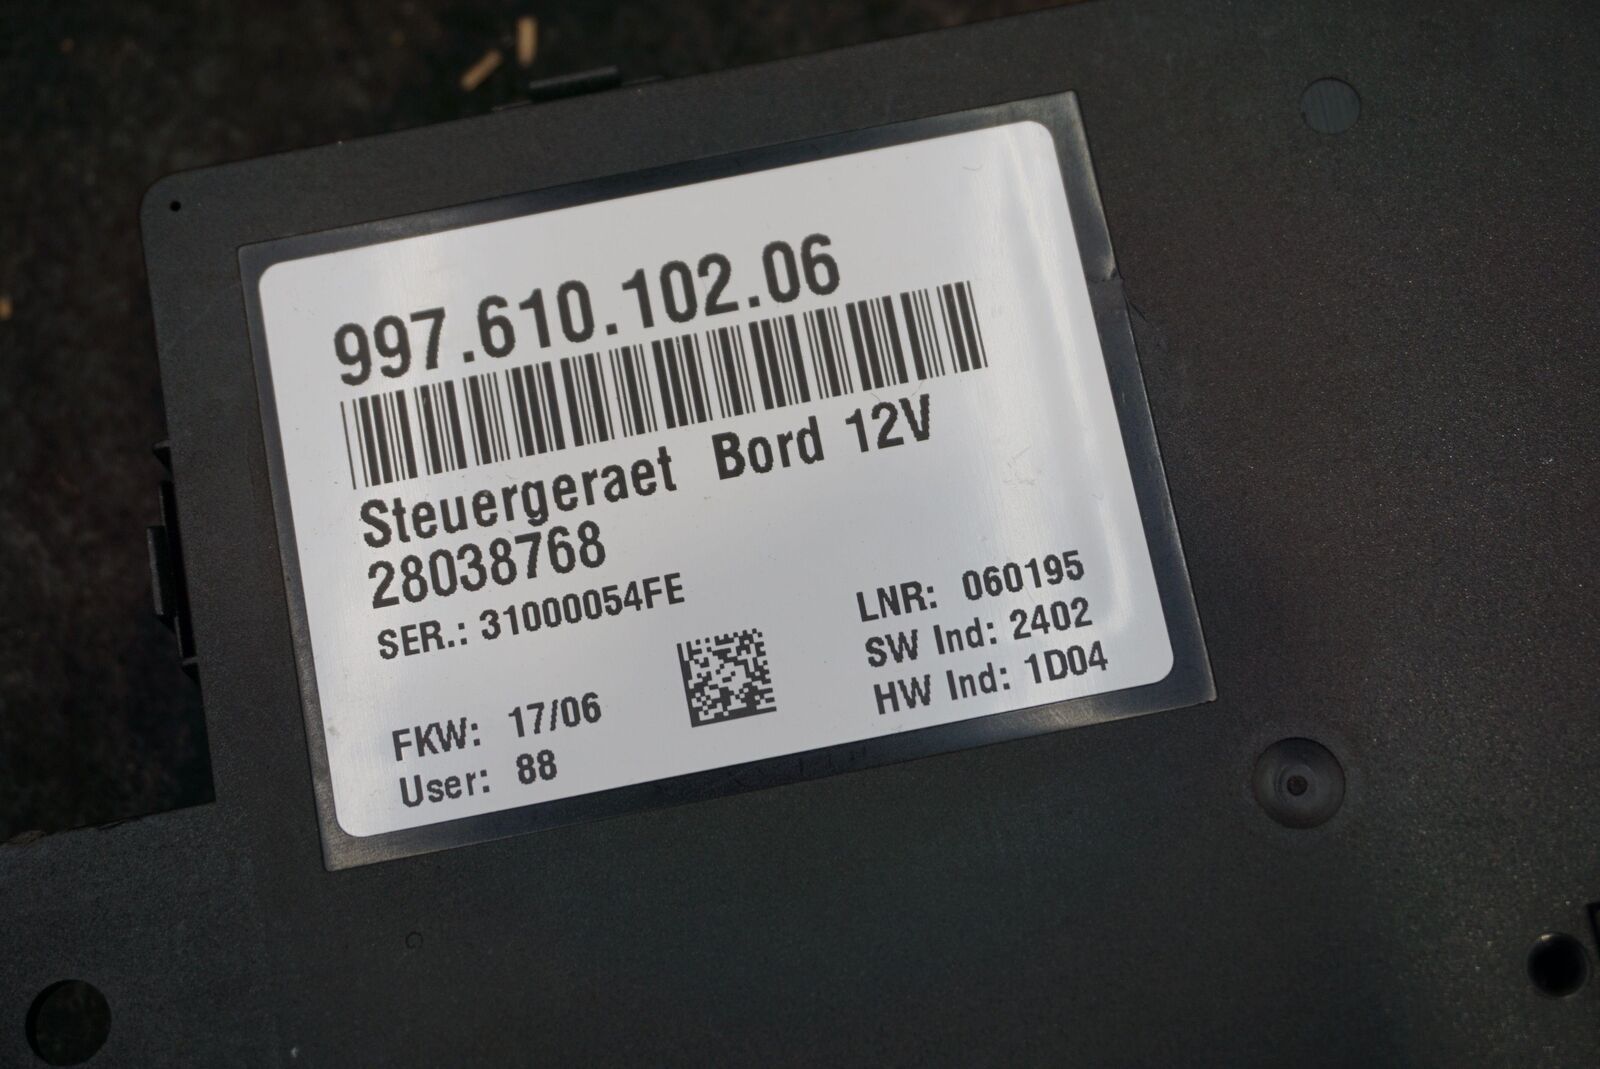 997.610.102.06
Steuergeraet Bord 12V
28038768
SER.: 31000054FE
LNR: 060195
SW Ind: 2402
HW Ind: 1D04
FKW: 17/06
User: 88